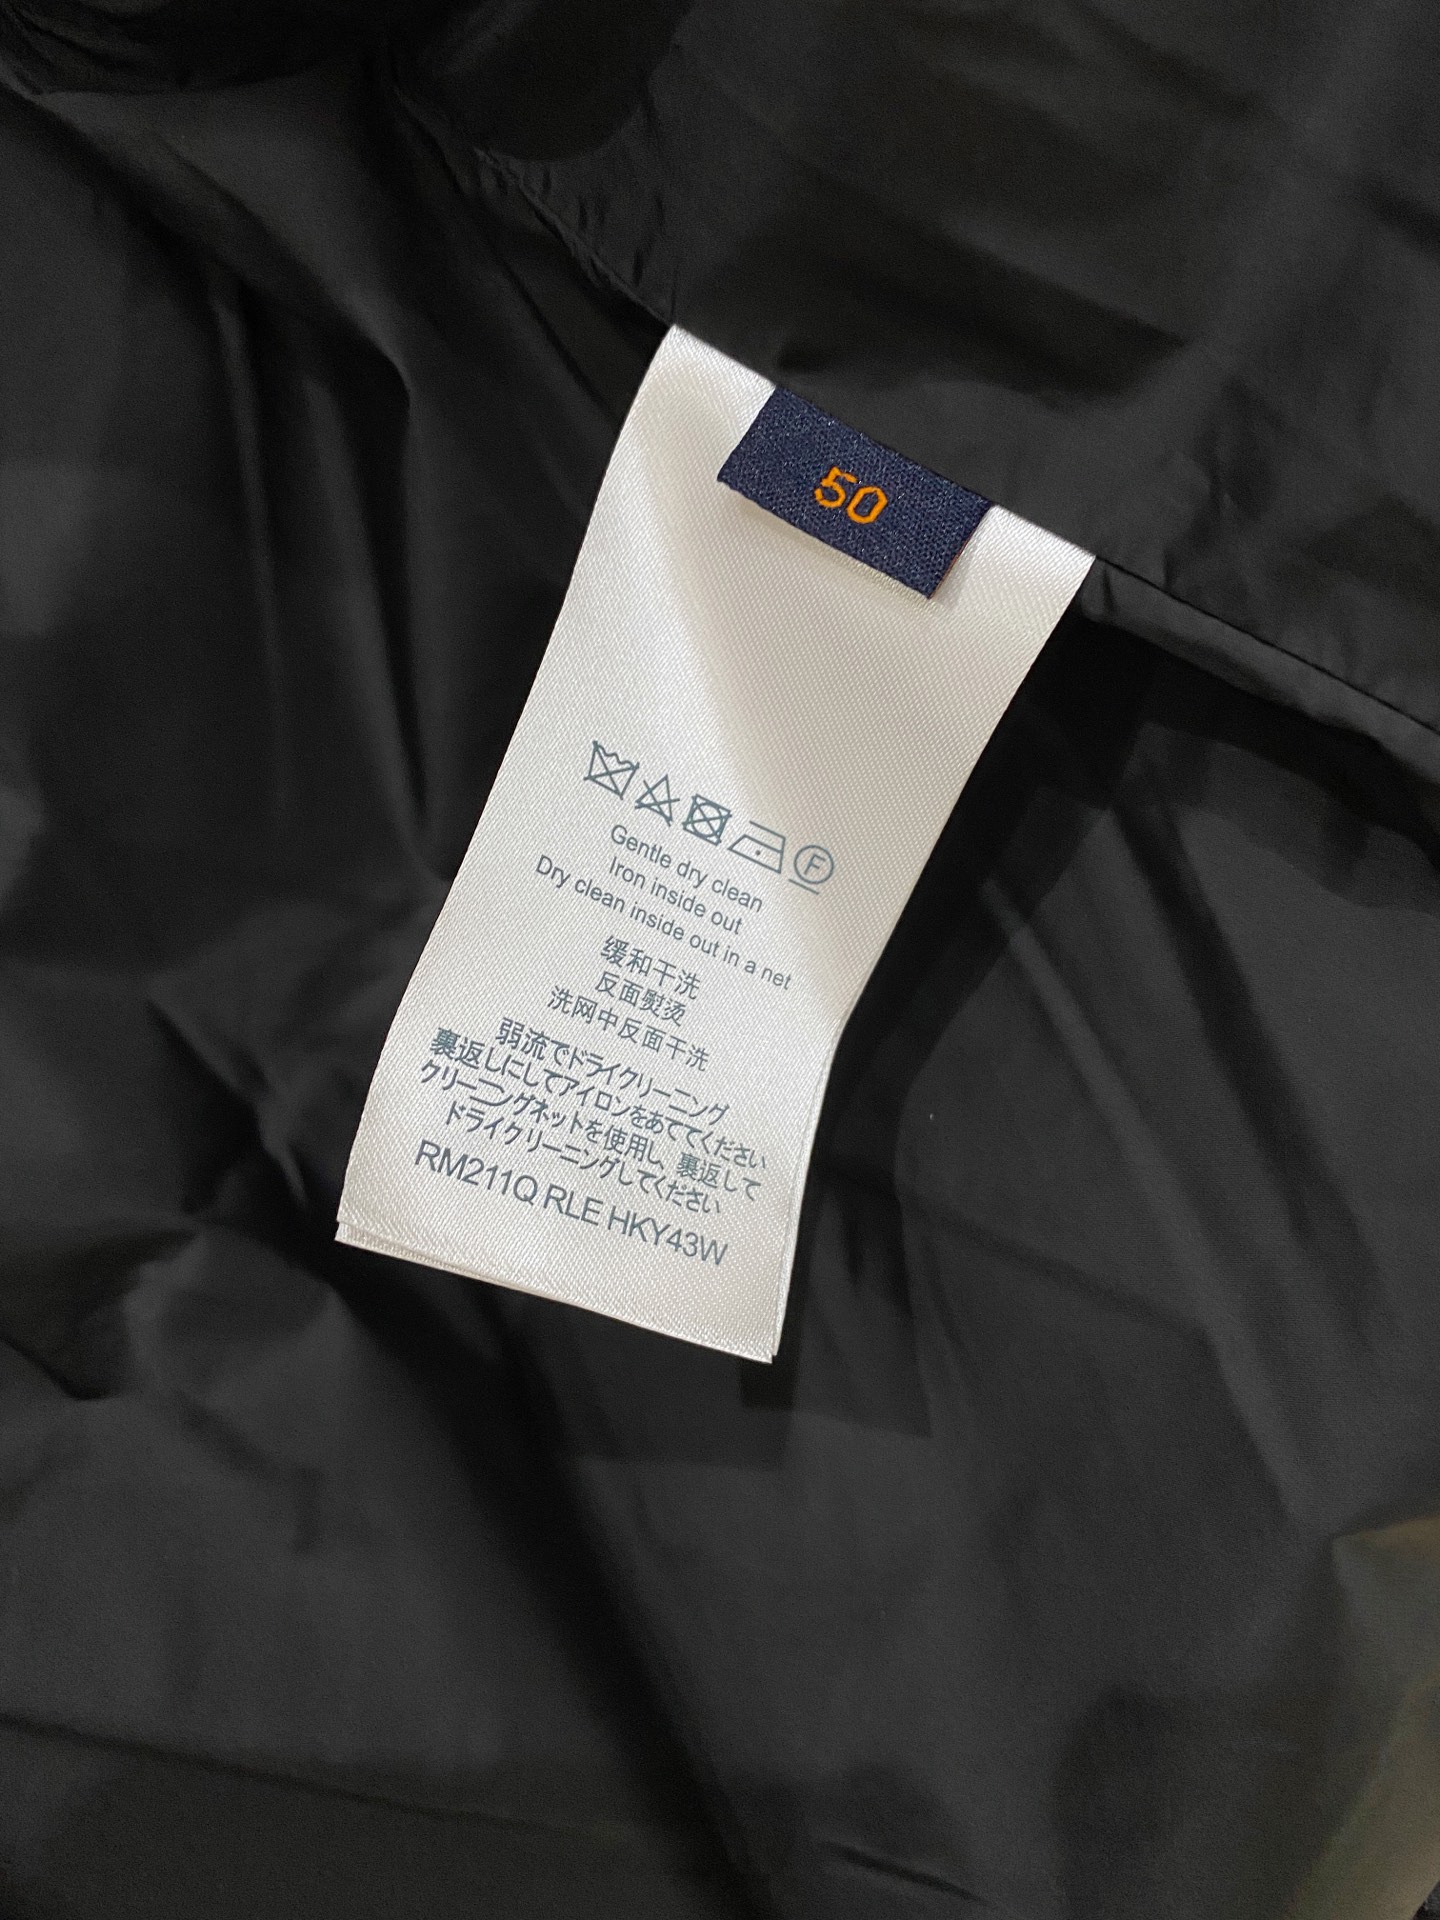 50
F
Gentle dry clean
Iron inside out
Dry clean inside out in a net
缓和干洗
反面熨烫
洗网中反面干洗
弱流でドライクリーニング
裏返しにしてアイロンをあててください
クリーニングネットを使用し、裏返して
ドライクリーニングしてください
RM211Q RLE HKY43W